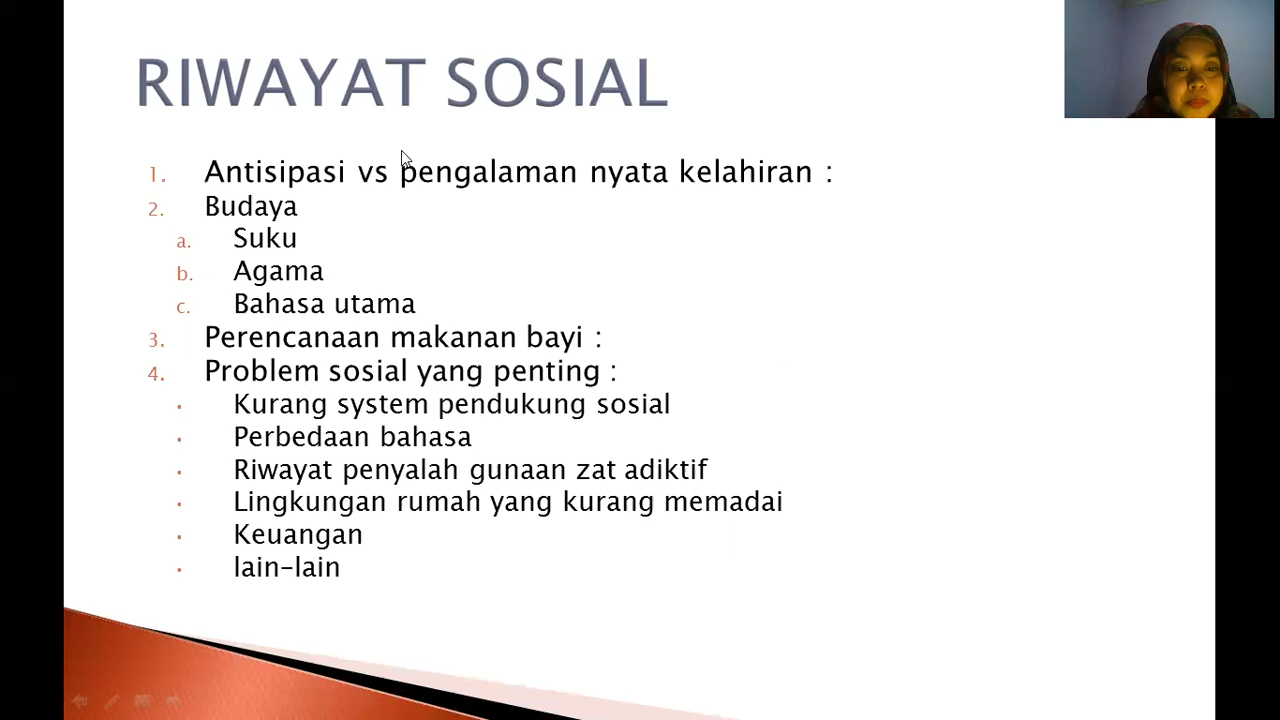 RIWAYAT SOSIAL
1. Antisipasi vs pengalaman nyata kelahiran :
2. Budaya
a. Suku
b. Agama
c. Bahasa utama
3. Perencanaan makanan bayi :
4. Problem sosial yang penting :
· Kurang system pendukung sosial
· Perbedaan bahasa
· Riwayat penyalah gunaan zat adiktif
· Lingkungan rumah yang kurang memadai
· Keuangan
· lain-lain